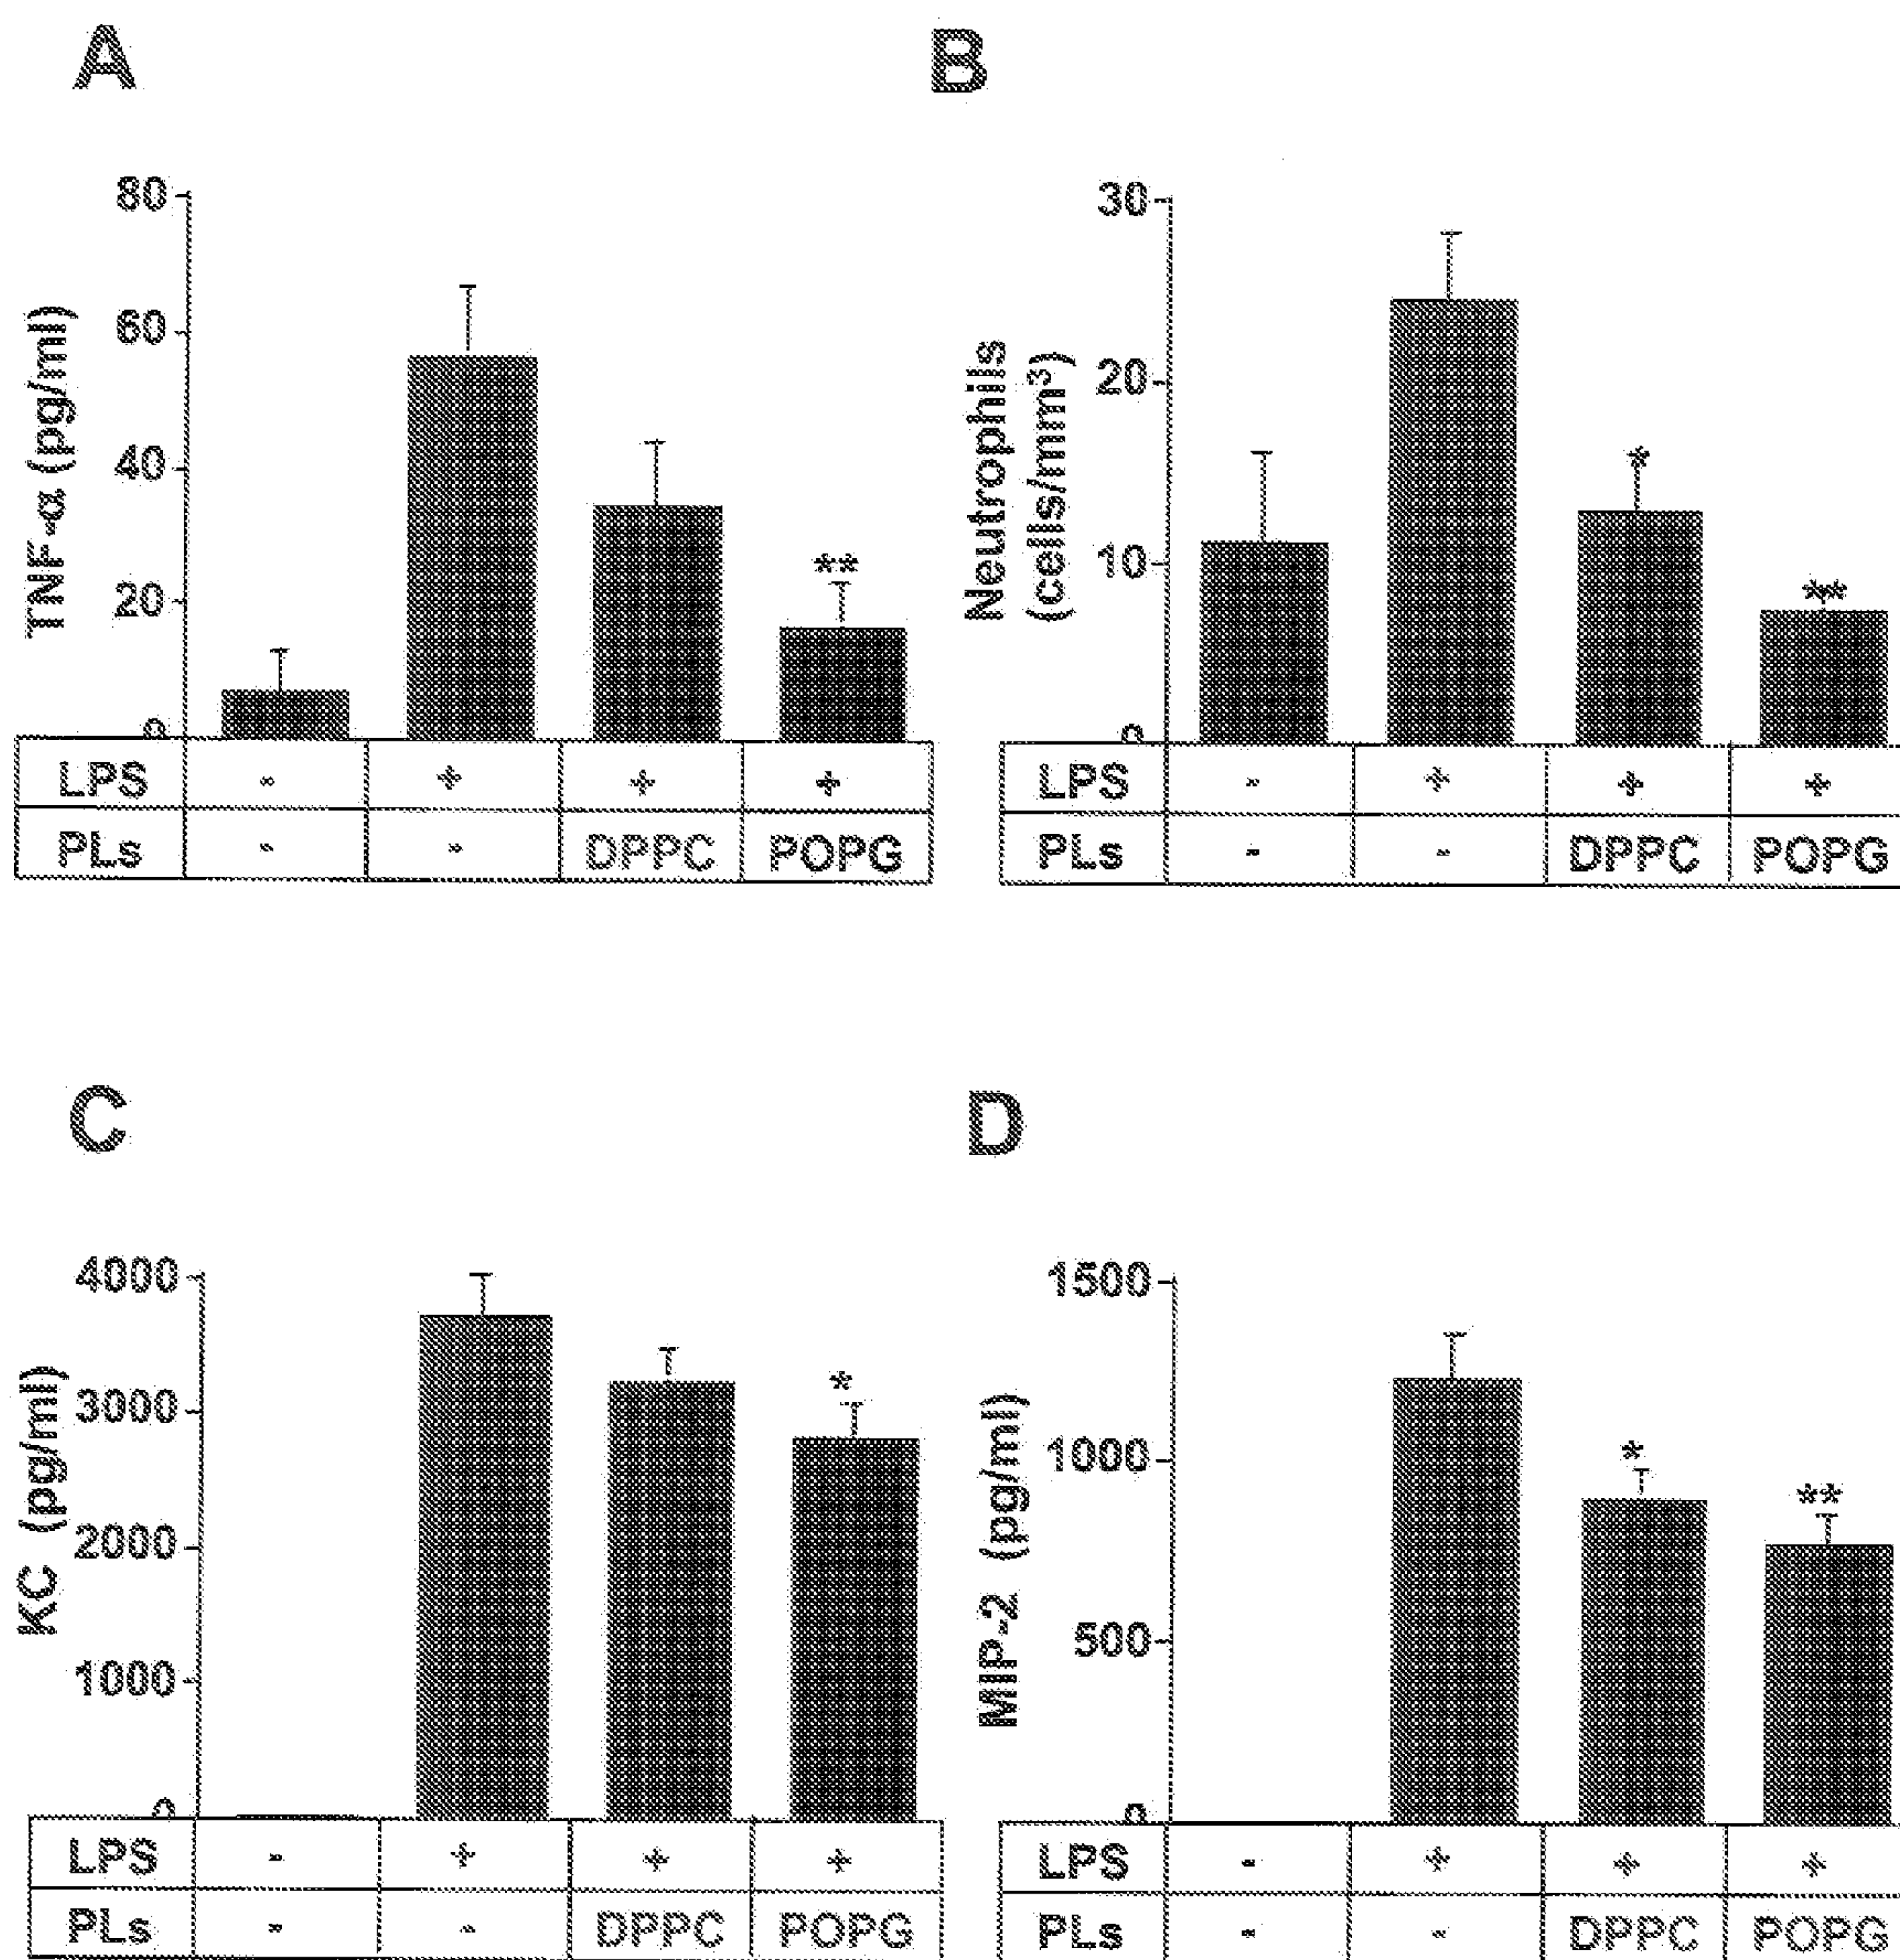 A
TNF-α (pg/ml)
80
60
40
20
0
**
LPS - + + +
PLs - - DPPC POPG
B
Neutrophils
(cells/mm³)
30
20
10
0
*
**
LPS - + + +
PLs - - DPPC POPG
C
KC (pg/ml)
4000
3000
2000
1000
0
*
LPS - + + +
PLs - - DPPC POPG
D
MIP-2 (pg/ml)
1500
1000
500
0
*
**
LPS - + + +
PLs - - DPPC POPG